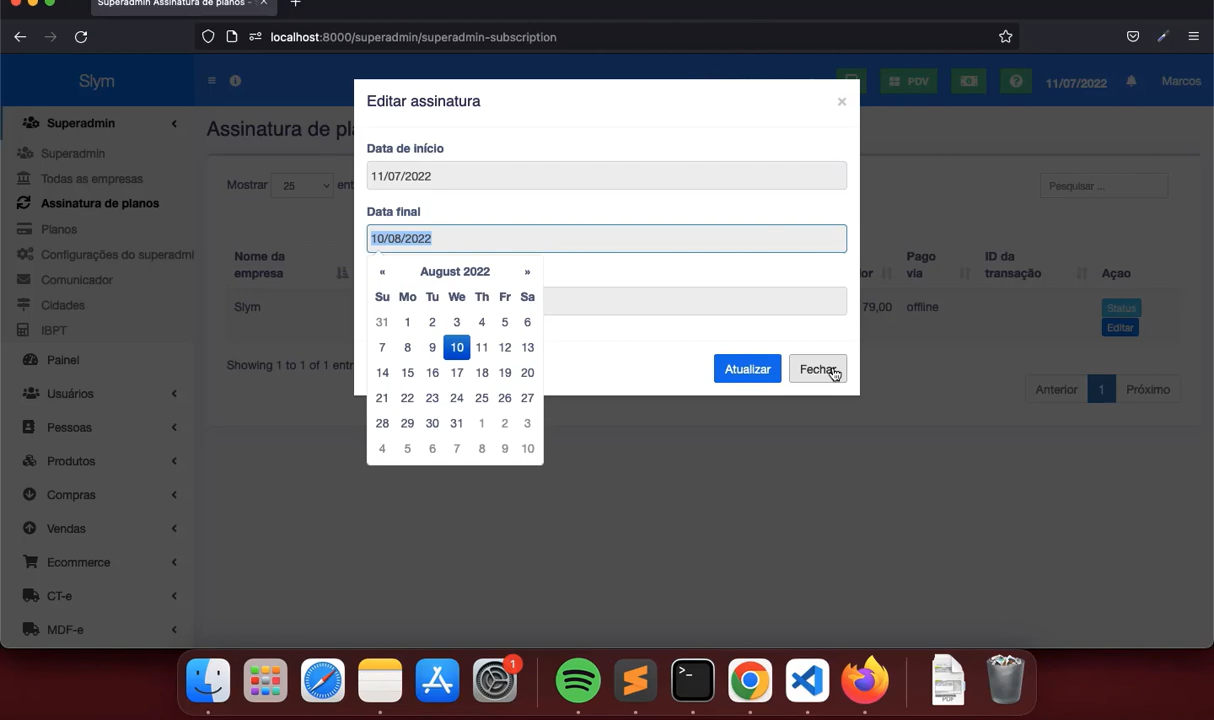 Superadmin Assinatura de planos -
localhost:8000/superadmin/superadmin-subscription
Slym
PDV
11/07/2022
Marcos
Superadmin
Superadmin
Todas as empresas
Assinatura de planos
Planos
Configurações do superadmi
Comunicador
Cidades
IBPT
Painel
Usuários
Pessoas
Produtos
Compras
Vendas
Ecommerce
CT-e
MDF-e
Assinatura de pl
Mostrar 25 ent
Pesquisar ...
Nome da
empresa
Pago
via
ID da
transação
Açao
Slym
79,00
offline
Status
Editar
Showing 1 to 1 of 1 entr
Anterior 1 Próximo
Editar assinatura
×
Data de início
11/07/2022
Data final
10/08/2022
« August 2022 »
Su Mo Tu We Th Fr Sa
31 1 2 3 4 5 6
7 8 9 10 11 12 13
14 15 16 17 18 19 20
21 22 23 24 25 26 27
28 29 30 31 1 2 3
4 5 6 7 8 9 10
Atualizar
Fechar
1
PDF